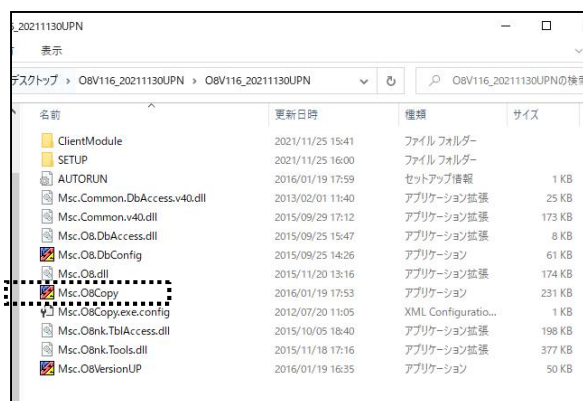 _20211130UPN
表示
デスクトップ › O8V116_20211130UPN › O8V116_20211130UPN O8V116_20211130UPNの検索
名前 更新日時 種類 サイズ
ClientModule 2021/11/25 15:41 ファイル フォルダー
SETUP 2021/11/25 16:00 ファイル フォルダー
AUTORUN 2016/01/19 17:59 セットアップ情報 1 KB
Msc.Common.DbAccess.v40.dll 2013/02/01 11:40 アプリケーション拡張 25 KB
Msc.Common.v40.dll 2015/09/29 17:12 アプリケーション拡張 173 KB
Msc.O8.DbAccess.dll 2015/09/25 15:47 アプリケーション拡張 8 KB
Msc.O8.DbConfig 2015/09/25 14:26 アプリケーション 61 KB
Msc.O8.dll 2015/11/20 13:16 アプリケーション拡張 174 KB
Msc.O8Copy 2016/01/19 17:53 アプリケーション 231 KB
Msc.O8Copy.exe.config 2012/07/20 11:05 XML Configuratio... 1 KB
Msc.O8nk.TblAccess.dll 2015/10/05 18:40 アプリケーション拡張 198 KB
Msc.O8nk.Tools.dll 2015/11/18 17:16 アプリケーション拡張 377 KB
Msc.O8VersionUP 2016/01/19 16:35 アプリケーション 50 KB